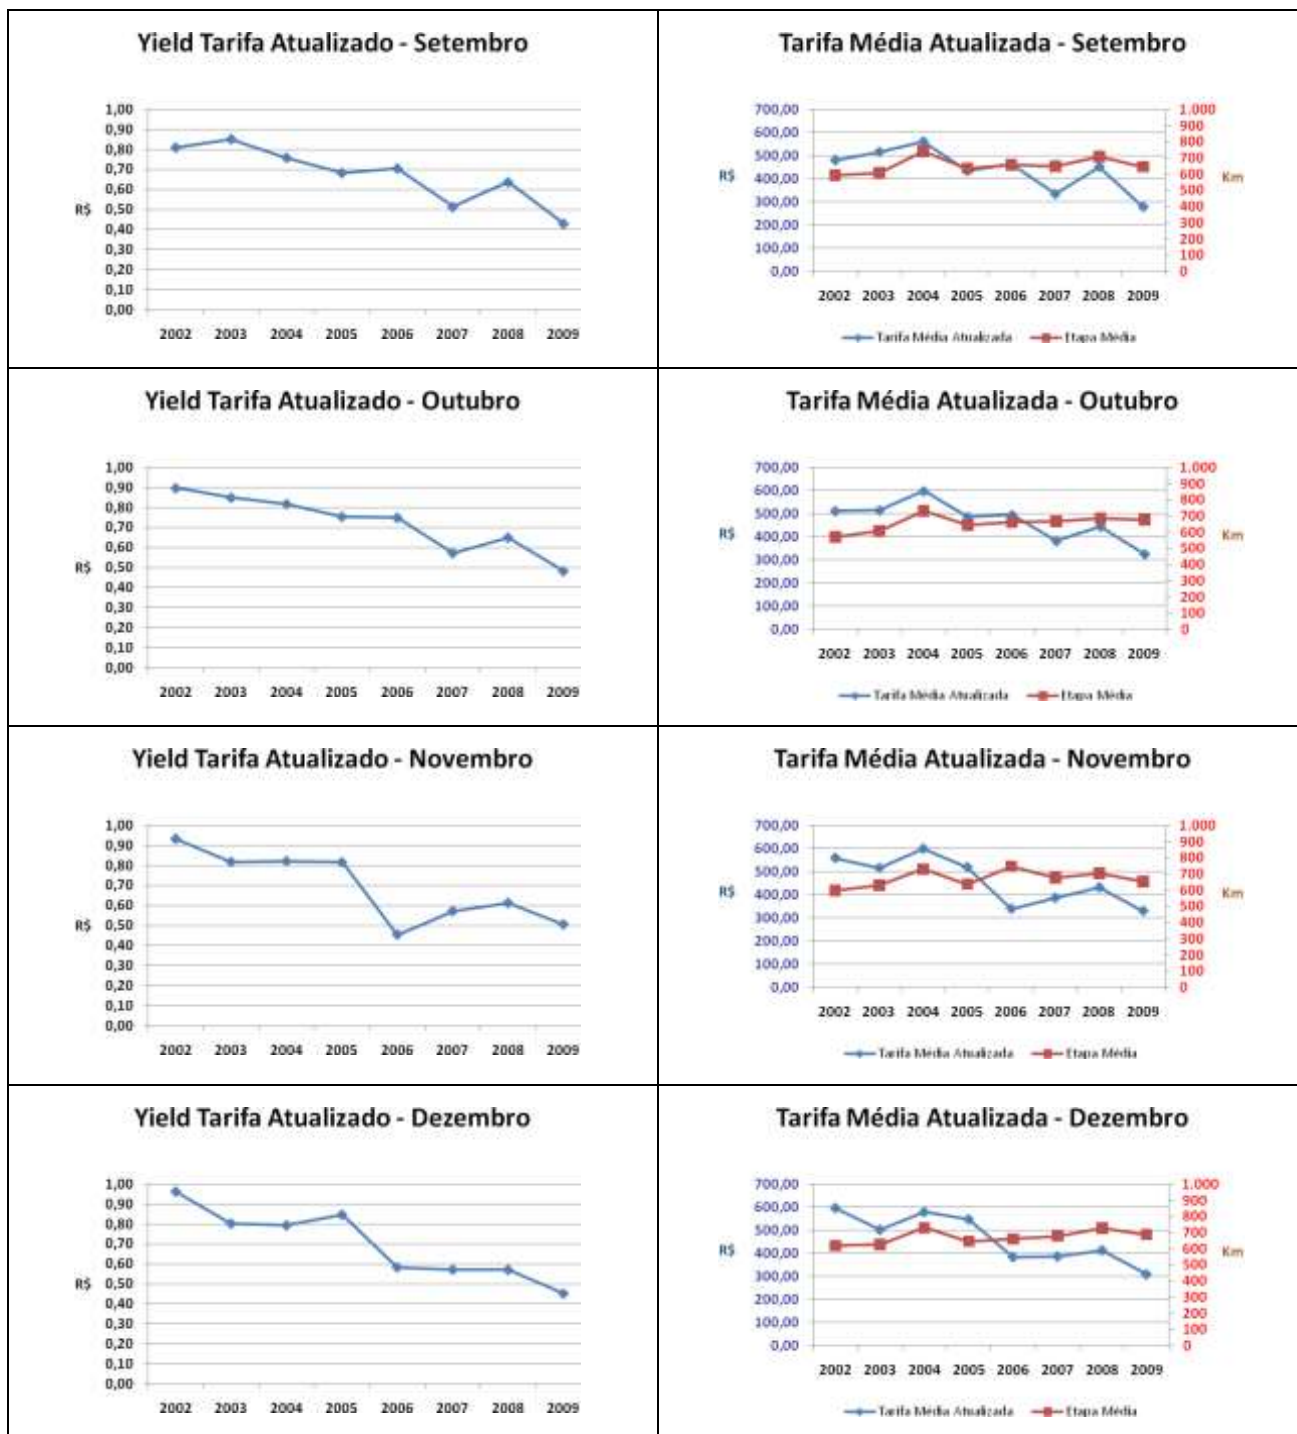 Yield Tarifa Atualizado - Setembro
1,00
0,90
0,80
0,70
0,60
R$ 0,50
0,40
0,30
0,20
0,10
0,00
2002 2003 2004 2005 2006 2007 2008 2009
Tarifa Média Atualizada - Setembro
700,00 1.000
600,00 900
500,00 800
R$ 400,00 700
300,00 600 Km
200,00 500
100,00 400
0,00 300
200
100
0
2002 2003 2004 2005 2006 2007 2008 2009
Tarifa Média Atualizada Etapa Média
Yield Tarifa Atualizado - Outubro
1,00
0,90
0,80
0,70
0,60
R$ 0,50
0,40
0,30
0,20
0,10
0,00
2002 2003 2004 2005 2006 2007 2008 2009
Tarifa Média Atualizada - Outubro
700,00 1.000
600,00 900
500,00 800
R$ 400,00 700
300,00 600 Km
200,00 500
100,00 400
0,00 300
200
100
0
2002 2003 2004 2005 2006 2007 2008 2009
Tarifa Média Atualizada Etapa Média
Yield Tarifa Atualizado - Novembro
1,00
0,90
0,80
0,70
0,60
R$ 0,50
0,40
0,30
0,20
0,10
0,00
2002 2003 2004 2005 2006 2007 2008 2009
Tarifa Média Atualizada - Novembro
700,00 1.000
600,00 900
500,00 800
R$ 400,00 700
300,00 600 Km
200,00 500
100,00 400
0,00 300
200
100
0
2002 2003 2004 2005 2006 2007 2008 2009
Tarifa Média Atualizada Etapa Média
Yield Tarifa Atualizado - Dezembro
1,00
0,90
0,80
0,70
0,60
R$ 0,50
0,40
0,30
0,20
0,10
0,00
2002 2003 2004 2005 2006 2007 2008 2009
Tarifa Média Atualizada - Dezembro
700,00 1.000
600,00 900
500,00 800
R$ 400,00 700
300,00 600 Km
200,00 500
100,00 400
0,00 300
200
100
0
2002 2003 2004 2005 2006 2007 2008 2009
Tarifa Média Atualizada Etapa Média